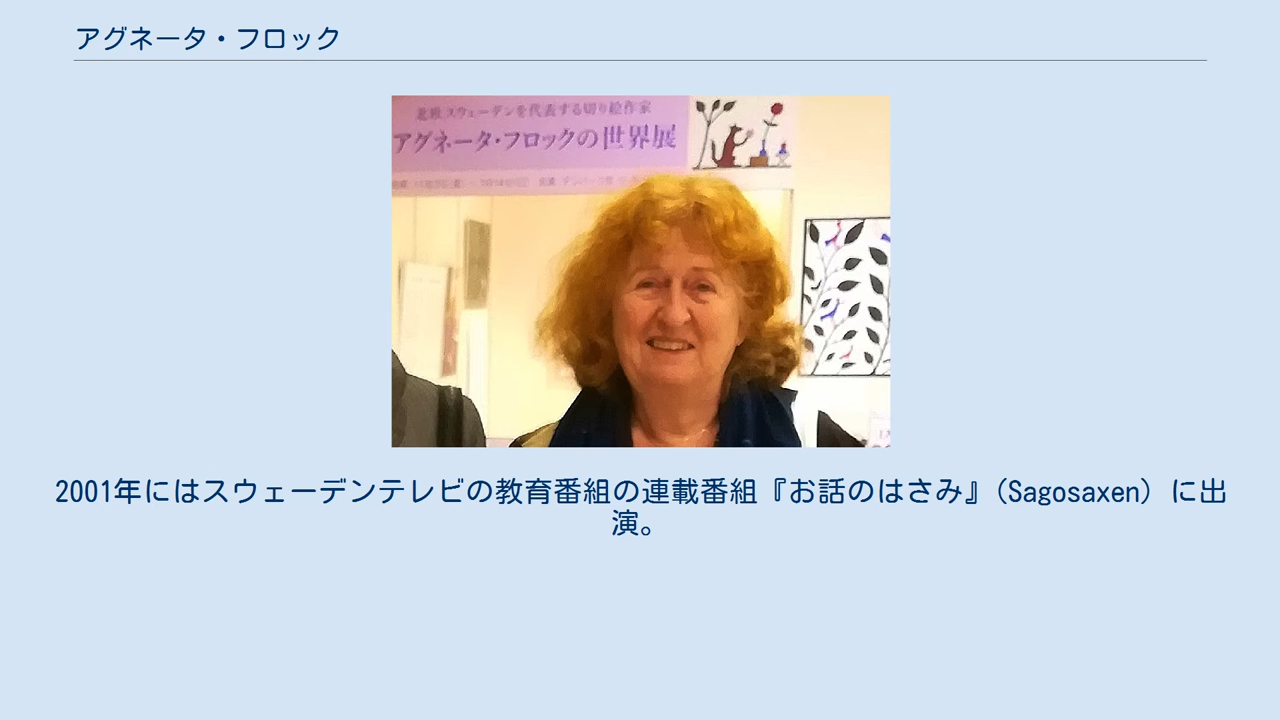 アグネータ・フロック
北欧スウェーデンを代表する切り絵作家
アグネータ・フロックの世界展
2001年にはスウェーデンテレビの教育番組の連載番組『お話のはさみ』（Sagosaxen）に出
演。